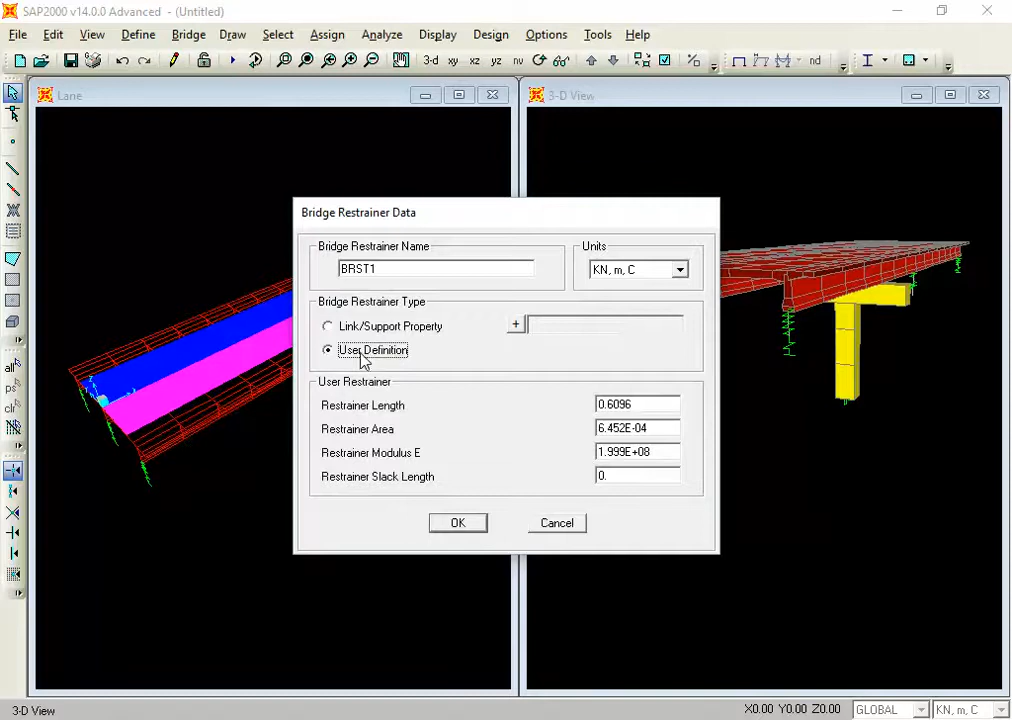 SAP2000 v14.0.0 Advanced - (Untitled)
File Edit View Define Bridge Draw Select Assign Analyze Display Design Options Tools Help
3-d xy xz yz nv nd
Lane
3-D View
Bridge Restrainer Data
Bridge Restrainer Name
BRST1
Units
KN, m, C
Bridge Restrainer Type
Link/Support Property
+
User Definition
User Restrainer
Restrainer Length 0.6096
Restrainer Area 6.452E-04
Restrainer Modulus E 1.999E+08
Restrainer Slack Length 0.
OK Cancel
all
ps
clr
3-D View X0.00 Y0.00 Z0.00 GLOBAL KN, m, C